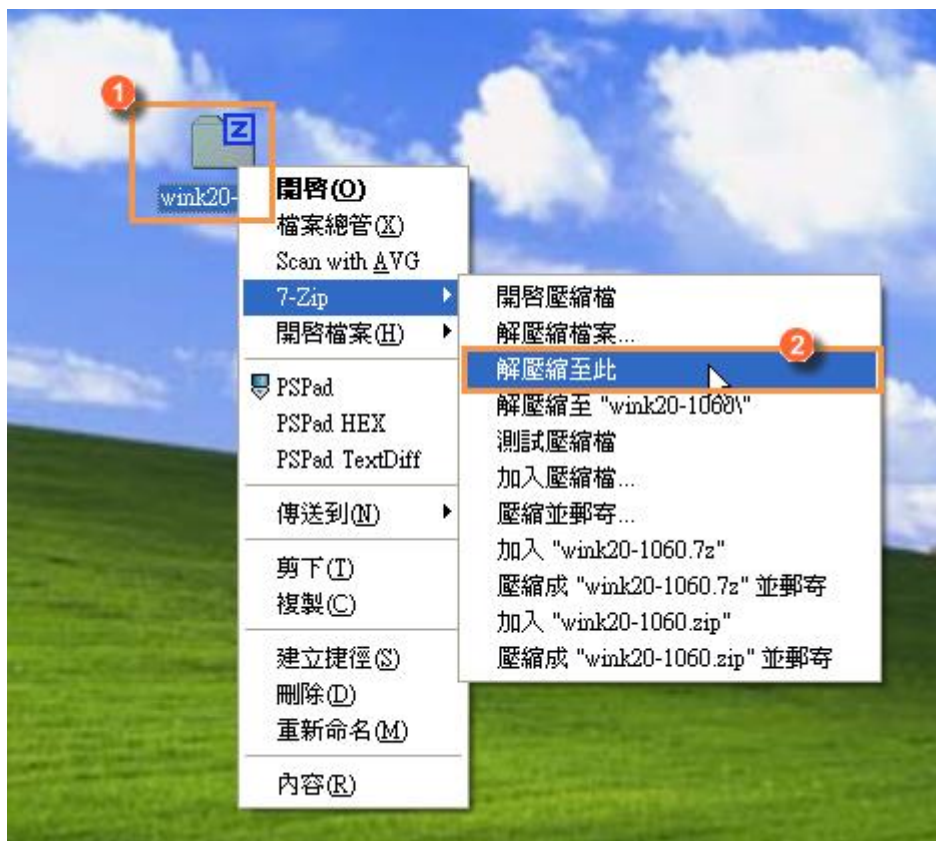 1
Z
wink20-
開啓(O)
檔案總管(X)
Scan with AVG
7-Zip
開啓檔案(H)
PSPad
PSPad HEX
PSPad TextDiff
傳送到(N)
剪下(T)
複製(C)
建立捷徑(S)
刪除(D)
重新命名(M)
內容(R)
開啓壓縮檔
解壓縮檔案...
2
解壓縮至此
解壓縮至 "wink20-1060\"
測試壓縮檔
加入壓縮檔...
壓縮並郵寄...
加入 "wink20-1060.7z"
壓縮成 "wink20-1060.7z" 並郵寄
加入 "wink20-1060.zip"
壓縮成 "wink20-1060.zip" 並郵寄